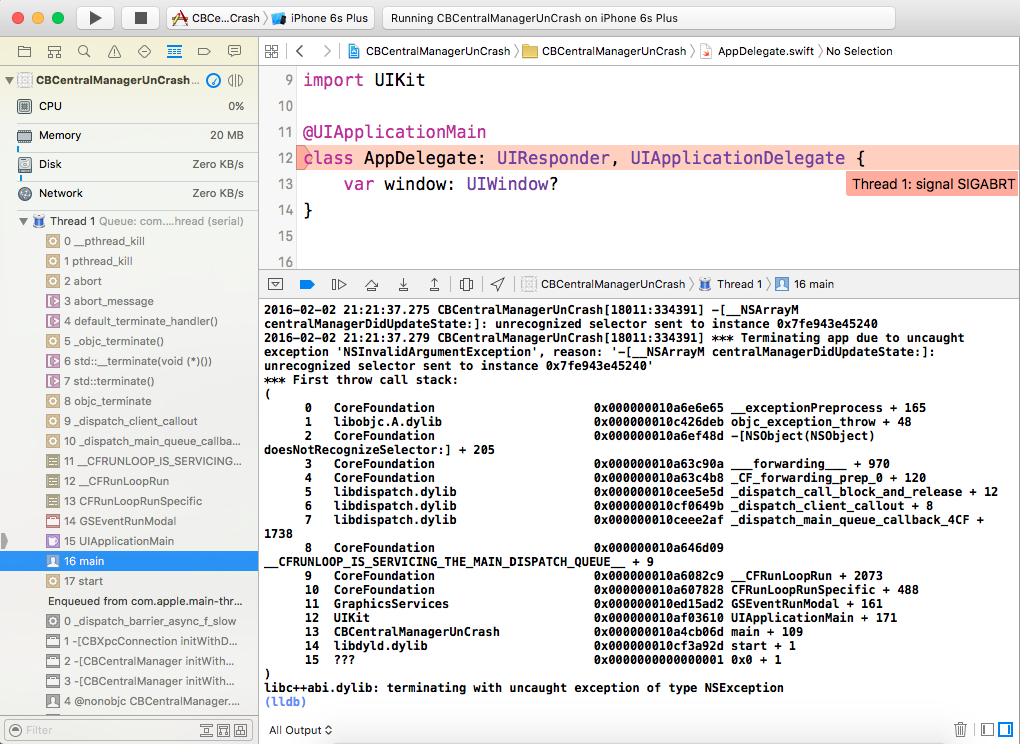 CBCe...Crash
iPhone 6s Plus
Running CBCentralManagerUnCrash on iPhone 6s Plus
CBCentralManagerUnCrash
CBCentralManagerUnCrash
AppDelegate.swift
No Selection
CBCentralManagerUnCrash...
CPU 0%
Memory 20 MB
Disk Zero KB/s
Network Zero KB/s
Thread 1 Queue: com....hread (serial)
0 __pthread_kill
1 pthread_kill
2 abort
3 abort_message
4 default_terminate_handler()
5 _objc_terminate()
6 std::__terminate(void (*)())
7 std::terminate()
8 objc_terminate
9 _dispatch_client_callout
10 _dispatch_main_queue_callba...
11 __CFRUNLOOP_IS_SERVICING...
12 __CFRunLoopRun
13 CFRunLoopRunSpecific
14 GSEventRunModal
15 UIApplicationMain
16 main
17 start
Enqueued from com.apple.main-thr...
0 _dispatch_barrier_async_f_slow
1 -[CBXpcConnection initWithD...
2 -[CBCentralManager initWith...
3 -[CBCentralManager initWith...
4 @nonobjc CBCentralManager....
Filter
9 import UIKit
10
11 @UIApplicationMain
12 class AppDelegate: UIResponder, UIApplicationDelegate {
Thread 1: signal SIGABRT
13 var window: UIWindow?
14 }
15
16
CBCentralManagerUnCrash
Thread 1
16 main
2016-02-02 21:21:37.275 CBCentralManagerUnCrash[18011:334391] -[__NSArrayM
centralManagerDidUpdateState:]: unrecognized selector sent to instance 0x7fe943e45240
2016-02-02 21:21:37.279 CBCentralManagerUnCrash[18011:334391] *** Terminating app due to uncaught
exception 'NSInvalidArgumentException', reason: '-[__NSArrayM centralManagerDidUpdateState:]:
unrecognized selector sent to instance 0x7fe943e45240'
*** First throw call stack:
(
0 CoreFoundation 0x000000010a6e6e65 __exceptionPreprocess + 165
1 libobjc.A.dylib 0x000000010c426deb objc_exception_throw + 48
2 CoreFoundation 0x000000010a6ef48d -[NSObject(NSObject)
doesNotRecognizeSelector:] + 205
3 CoreFoundation 0x000000010a63c90a ___forwarding___ + 970
4 CoreFoundation 0x000000010a63c4b8 _CF_forwarding_prep_0 + 120
5 libdispatch.dylib 0x000000010cee5e5d _dispatch_call_block_and_release + 12
6 libdispatch.dylib 0x000000010cf0649b _dispatch_client_callout + 8
7 libdispatch.dylib 0x000000010ceee2af _dispatch_main_queue_callback_4CF +
1738
8 CoreFoundation 0x000000010a646d09
__CFRUNLOOP_IS_SERVICING_THE_MAIN_DISPATCH_QUEUE__ + 9
9 CoreFoundation 0x000000010a6082c9 __CFRunLoopRun + 2073
10 CoreFoundation 0x000000010a607828 CFRunLoopRunSpecific + 488
11 GraphicsServices 0x000000010ed15ad2 GSEventRunModal + 161
12 UIKit 0x000000010af03610 UIApplicationMain + 171
13 CBCentralManagerUnCrash 0x000000010a4cb06d main + 109
14 libdyld.dylib 0x000000010cf3a92d start + 1
15 ??? 0x0000000000000001 0x0 + 1
)
libc++abi.dylib: terminating with uncaught exception of type NSException
(lldb)
All Output